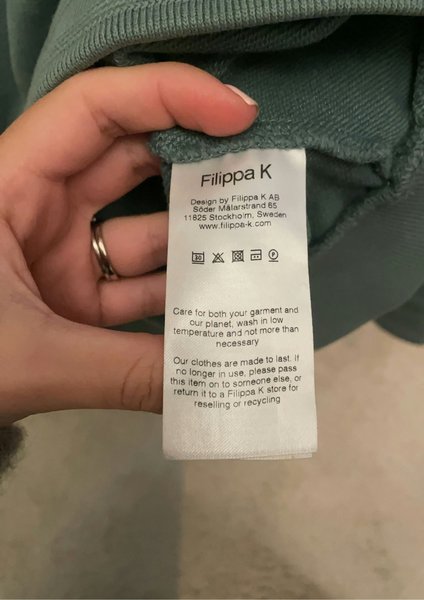 Filippa K
Design by Filippa K AB
Söder Mälarstrand 65
11825 Stockholm, Sweden
www.filippa-k.com
30 P
Care for both your garment and
our planet, wash in low
temperature and not more than
necessary
Our clothes are made to last. If
no longer in use, please pass
this item on to someone else, or
return it to a Filippa K store for
reselling or recycling